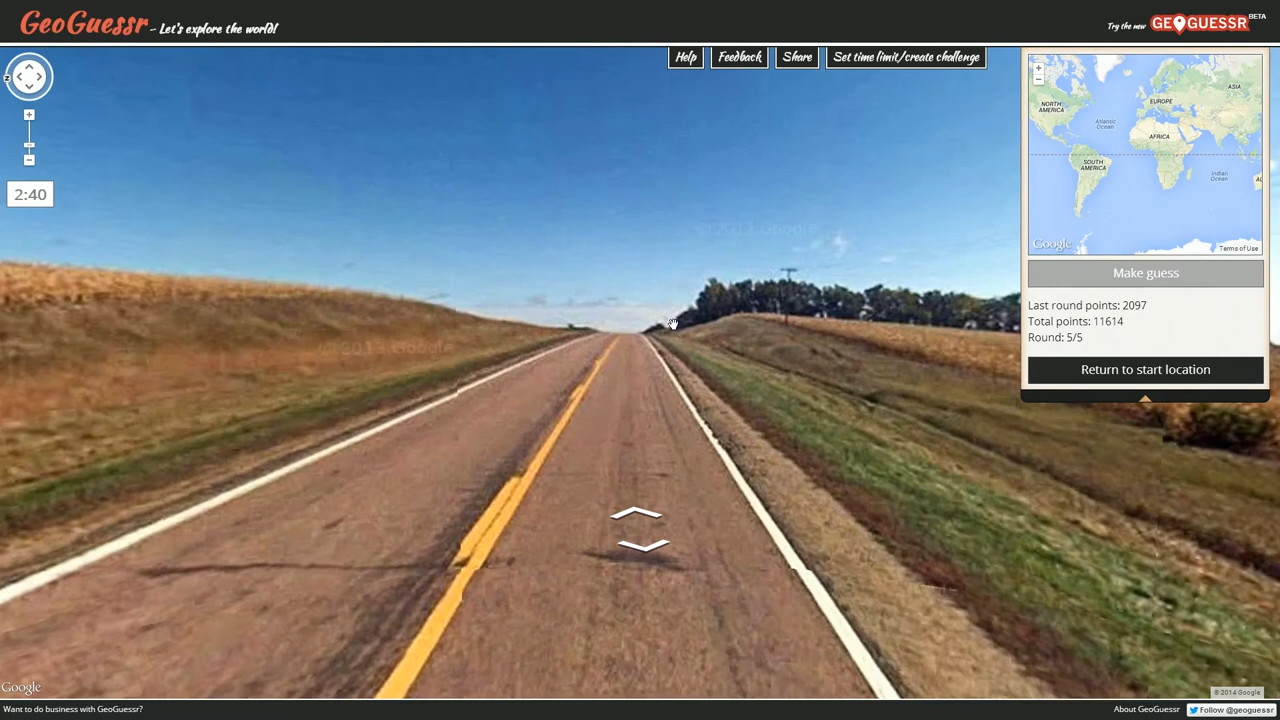 GeoGuessr - Let's explore the world!
Try the new GEOGUESSR BETA
Help Feedback Share Set time limit/create challenge
2:40
NORTH AMERICA
EUROPE
ASIA
Atlantic Ocean
AFRICA
SOUTH AMERICA
Indian Ocean
AU
Google Terms of Use
Make guess
Last round points: 2097
Total points: 11614
Round: 5/5
Return to start location
© 2013 Google
Google
© 2014 Google
Want to do business with GeoGuessr?
About GeoGuessr
Follow @geoguessr